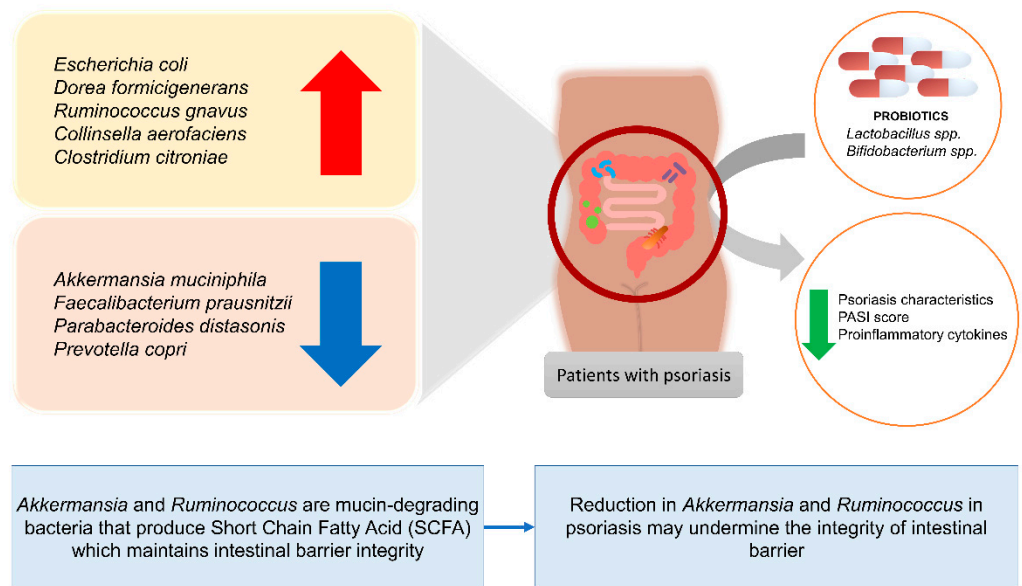 Escherichia coli
Dorea formicigenerans
Ruminococcus gnavus
Collinsella aerofaciens
Clostridium citroniae
Akkermansia muciniphila
Faecalibacterium prausnitzii
Parabacteroides distasonis
Prevotella copri
Patients with psoriasis
PROBIOTICS
Lactobacillus spp.
Bifidobacterium spp.
Psoriasis characteristics
PASI score
Proinflammatory cytokines
Akkermansia and Ruminococcus are mucin-degrading
bacteria that produce Short Chain Fatty Acid (SCFA)
which maintains intestinal barrier integrity
Reduction in Akkermansia and Ruminococcus in
psoriasis may undermine the integrity of intestinal
barrier